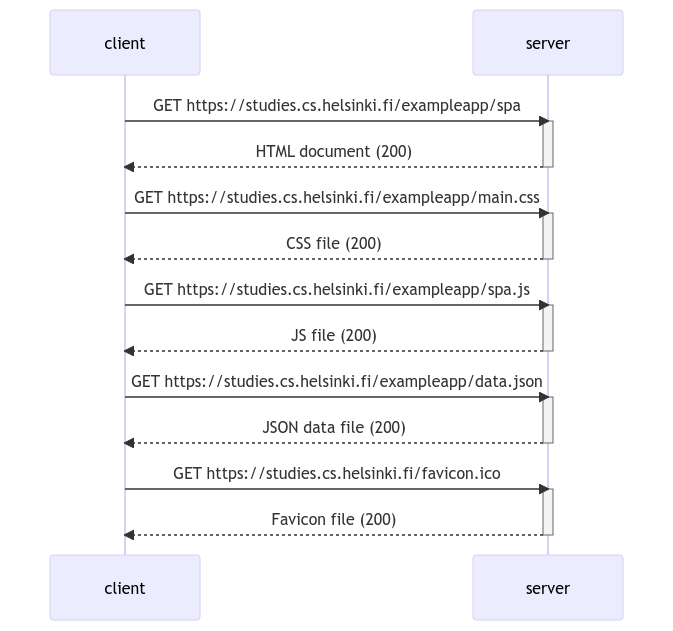 client server
GET https://studies.cs.helsinki.fi/exampleapp/spa
HTML document (200)
GET https://studies.cs.helsinki.fi/exampleapp/main.css
CSS file (200)
GET https://studies.cs.helsinki.fi/exampleapp/spa.js
JS file (200)
GET https://studies.cs.helsinki.fi/exampleapp/data.json
JSON data file (200)
GET https://studies.cs.helsinki.fi/favicon.ico
Favicon file (200)
client server